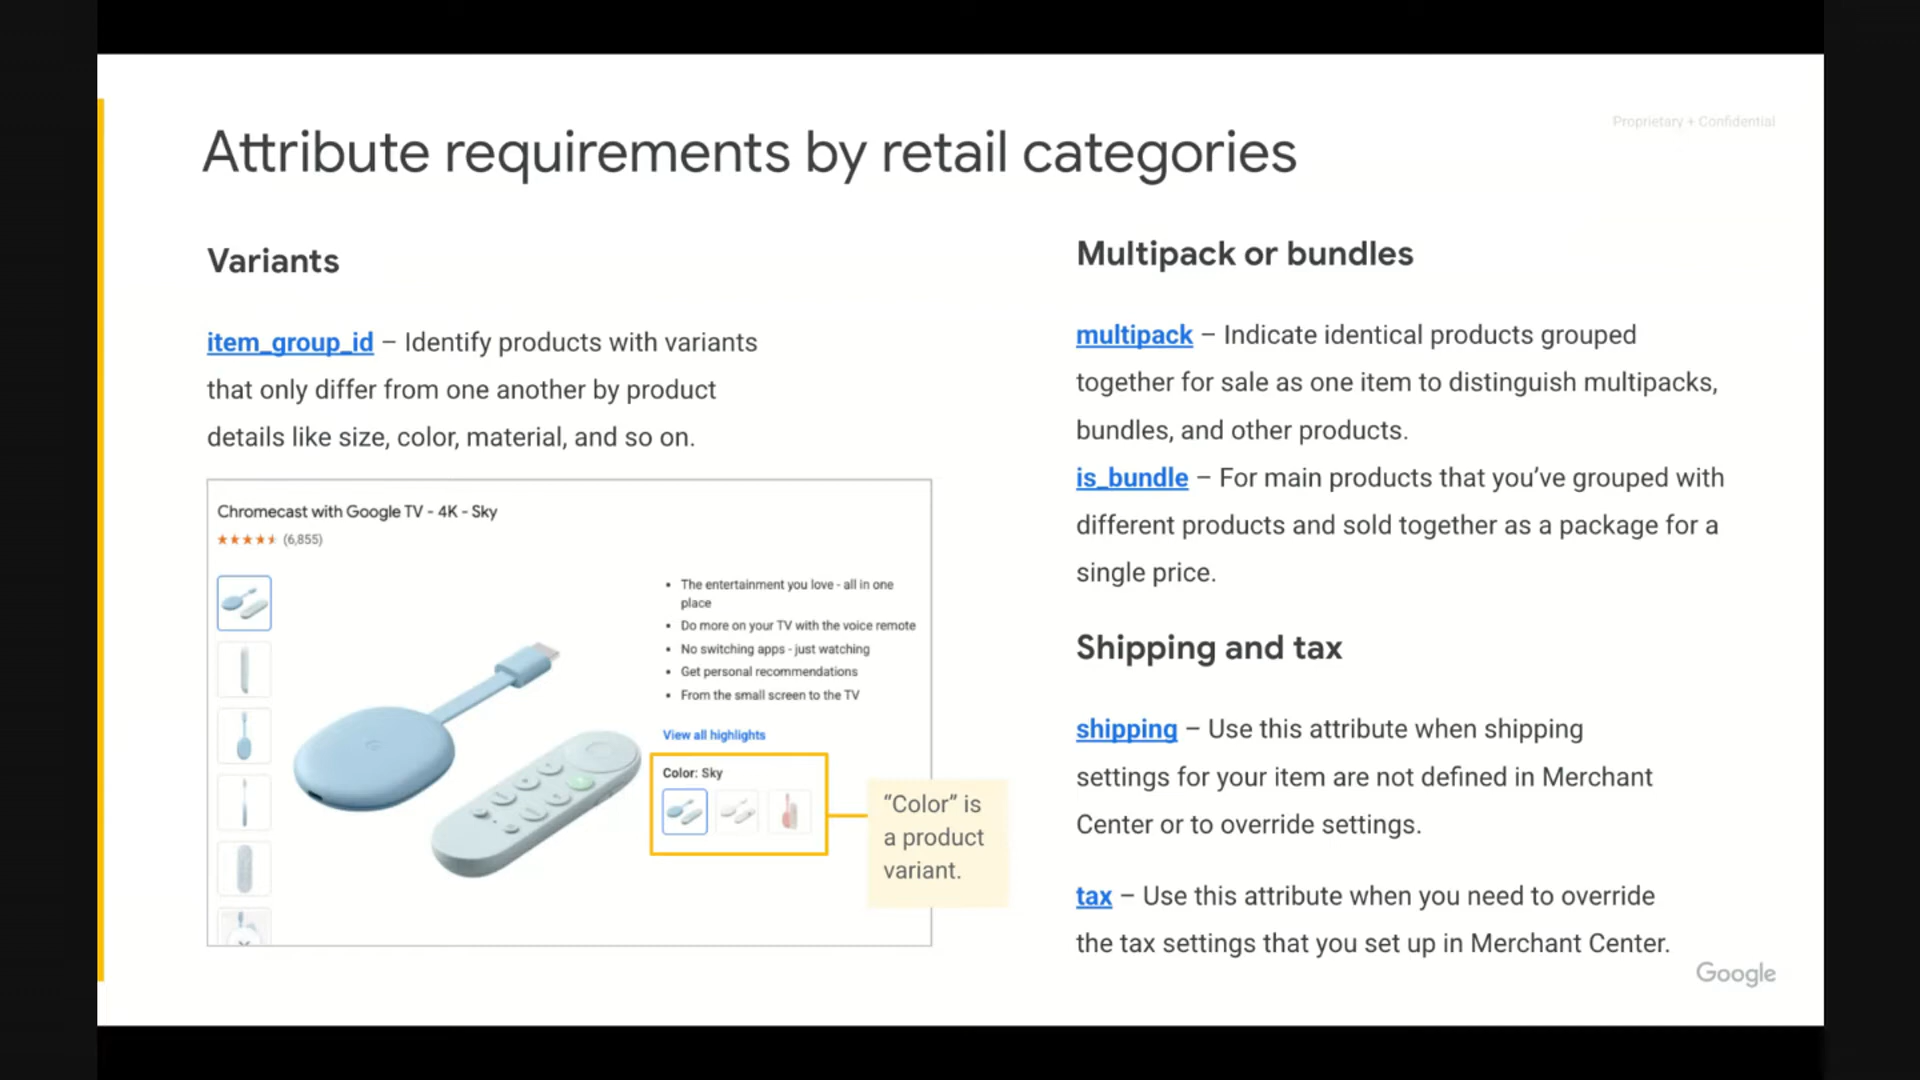 Proprietary + Confidential
Attribute requirements by retail categories
Variants
item_group_id – Identify products with variants
that only differ from one another by product
details like size, color, material, and so on.
Chromecast with Google TV - 4K - Sky
(6,855)
• The entertainment you love - all in one
place
• Do more on your TV with the voice remote
• No switching apps - just watching
• Get personal recommendations
• From the small screen to the TV
View all highlights
Color: Sky
“Color” is
a product
variant.
Multipack or bundles
multipack – Indicate identical products grouped
together for sale as one item to distinguish multipacks,
bundles, and other products.
is_bundle – For main products that you’ve grouped with
different products and sold together as a package for a
single price.
Shipping and tax
shipping – Use this attribute when shipping
settings for your item are not defined in Merchant
Center or to override settings.
tax – Use this attribute when you need to override
the tax settings that you set up in Merchant Center.
Google